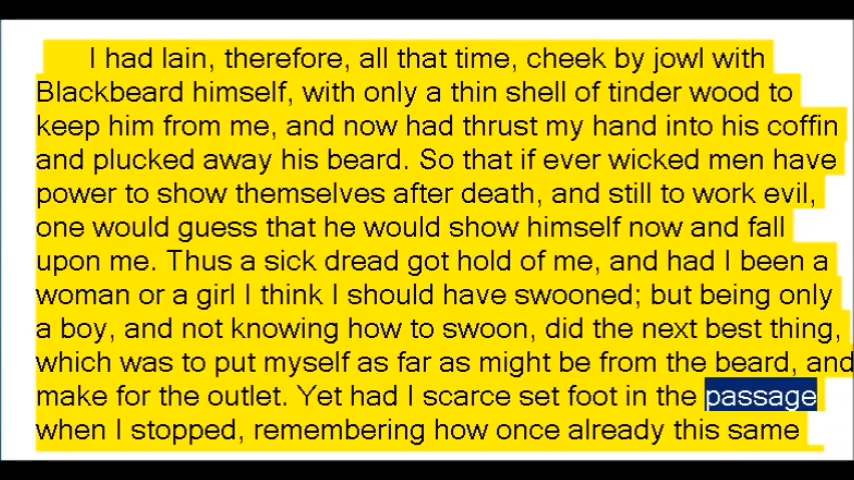 I had lain, therefore, all that time, cheek by jowl with
Blackbeard himself, with only a thin shell of tinder wood to
keep him from me, and now had thrust my hand into his coffin
and plucked away his beard. So that if ever wicked men have
power to show themselves after death, and still to work evil,
one would guess that he would show himself now and fall
upon me. Thus a sick dread got hold of me, and had I been a
woman or a girl I think I should have swooned; but being only
a boy, and not knowing how to swoon, did the next best thing,
which was to put myself as far as might be from the beard, and
make for the outlet. Yet had I scarce set foot in the passage
when I stopped, remembering how once already this same